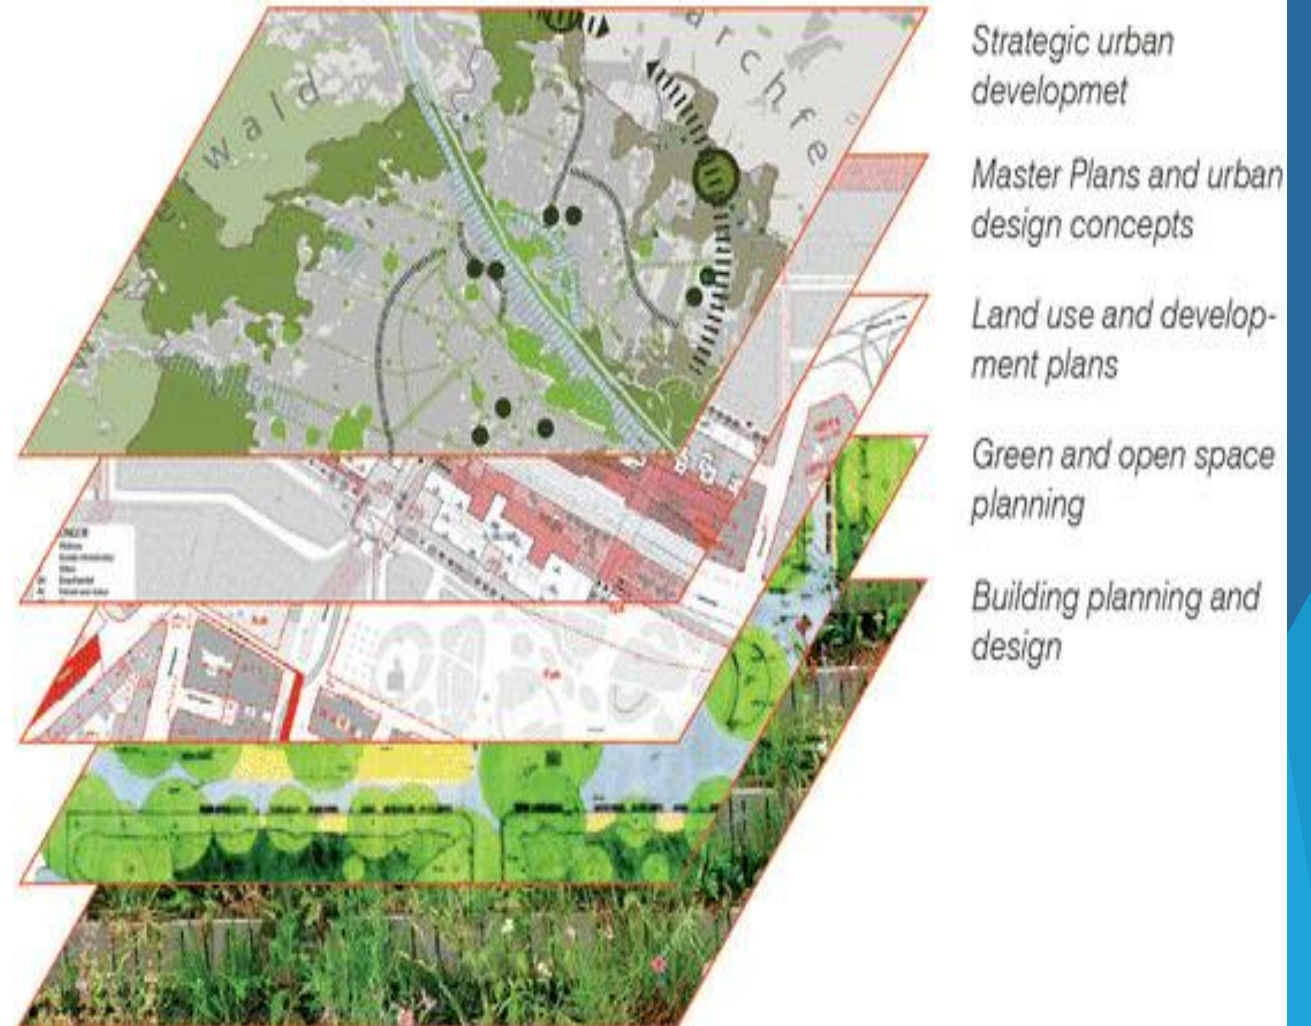 wald
archfe
Strategic urban
developmet
Master Plans and urban
design concepts
Land use and develop-
ment plans
Green and open space
planning
Building planning and
design